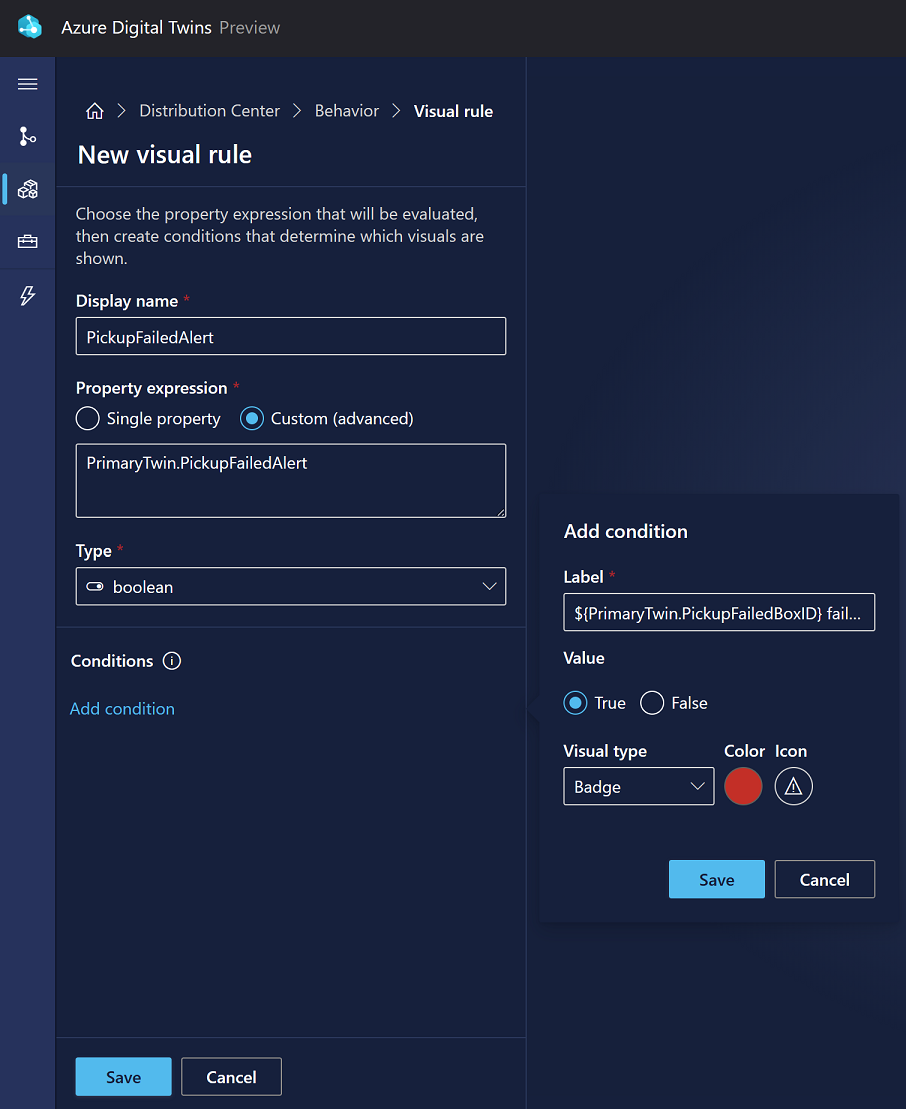 Azure Digital Twins Preview
Distribution Center > Behavior > Visual rule
New visual rule
Choose the property expression that will be evaluated,
then create conditions that determine which visuals are
shown.
Display name *
PickupFailedAlert
Property expression *
Single property Custom (advanced)
PrimaryTwin.PickupFailedAlert
Type *
boolean
Conditions
Add condition
Save Cancel
Add condition
Label *
${PrimaryTwin.PickupFailedBoxID} fail...
Value
True False
Visual type Color Icon
Badge
Save Cancel